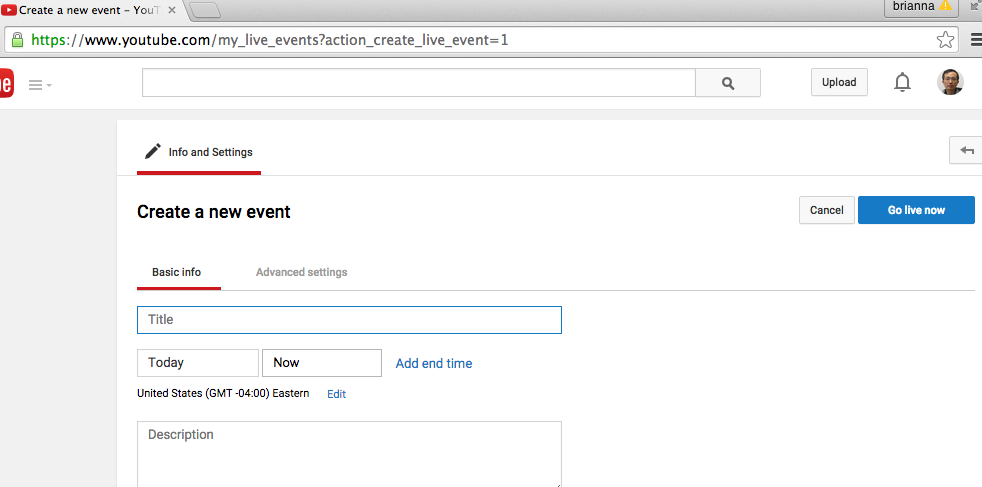 Create a new event – YouT
brianna
https://www.youtube.com/my_live_events?action_create_live_event=1
be
Upload
Info and Settings
Create a new event
Cancel
Go live now
Basic info
Advanced settings
Title
Today
Now
Add end time
United States (GMT -04:00) Eastern
Edit
Description